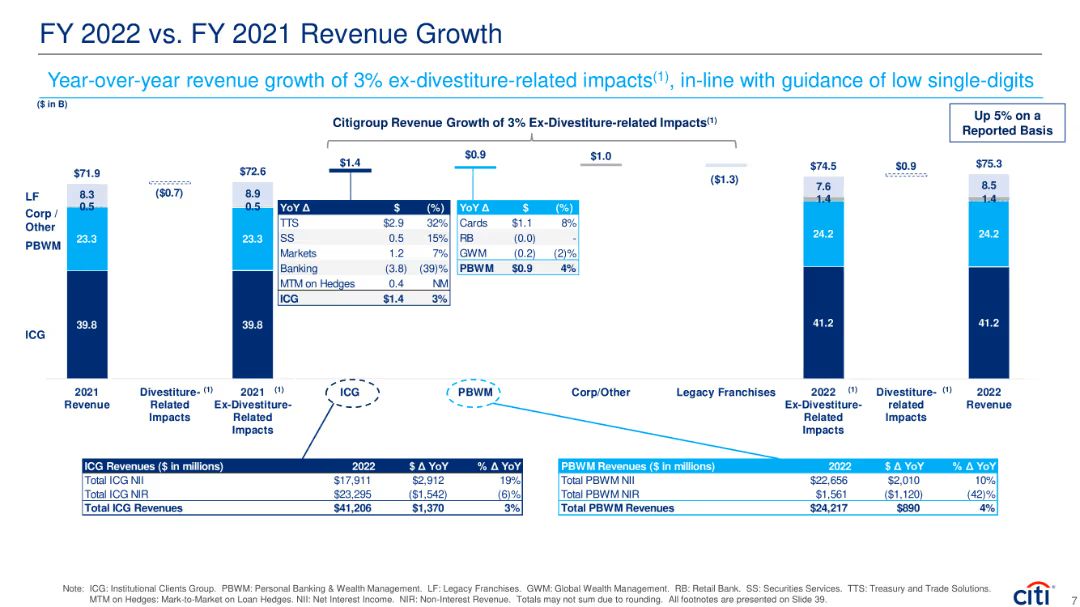 FY 2022 vs. FY 2021 Revenue Growth
Year-over-year revenue growth of 3% ex-divestiture-related impacts(1), in-line with guidance of low single-digits
($ in B)
Citigroup Revenue Growth of 3% Ex-Divestiture-related Impacts(1)
Up 5% on a
Reported Basis
$71.9
($0.7)
$72.6
$1.4
$0.9
$1.0
($1.3)
$74.5
$0.9
$75.3
LF
Corp /
Other
PBWM
ICG
8.3
0.5
23.3
39.8
8.9
0.5
23.3
39.8
YoY Δ $ (%)
TTS $2.9 32%
SS 0.5 15%
Markets 1.2 7%
Banking (3.8) (39)%
MTM on Hedges 0.4 NM
ICG $1.4 3%
YoY Δ $ (%)
Cards $1.1 8%
RB (0.0) -
GWM (0.2) (2)%
PBWM $0.9 4%
7.6
1.4
24.2
41.2
8.5
1.4
24.2
41.2
2021
Revenue
Divestiture- (1)
Related
Impacts
2021 (1)
Ex-Divestiture-
Related
Impacts
ICG
PBWM
Corp/Other
Legacy Franchises
2022 (1)
Ex-Divestiture-
Related
Impacts
Divestiture- (1)
related
Impacts
2022
Revenue
ICG Revenues ($ in millions) 2022 $ Δ YoY % Δ YoY
Total ICG NII $17,911 $2,912 19%
Total ICG NIR $23,295 ($1,542) (6)%
Total ICG Revenues $41,206 $1,370 3%
PBWM Revenues ($ in millions) 2022 $ Δ YoY % Δ YoY
Total PBWM NII $22,656 $2,010 10%
Total PBWM NIR $1,561 ($1,120) (42)%
Total PBWM Revenues $24,217 $890 4%
Note: ICG: Institutional Clients Group. PBWM: Personal Banking & Wealth Management. LF: Legacy Franchises. GWM: Global Wealth Management. RB: Retail Bank. SS: Securities Services. TTS: Treasury and Trade Solutions.
MTM on Hedges: Mark-to-Market on Loan Hedges. NII: Net Interest Income. NIR: Non-Interest Revenue. Totals may not sum due to rounding. All footnotes are presented on Slide 39.
citi
7